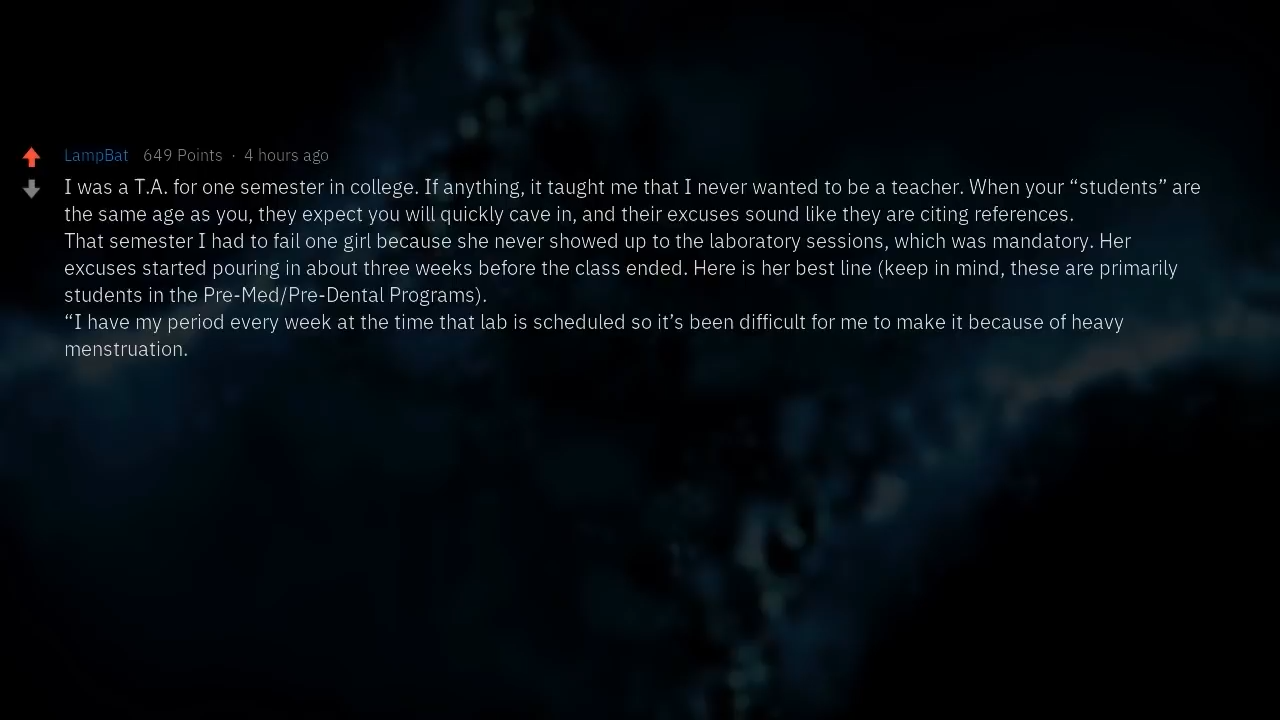 LampBat 649 Points · 4 hours ago
I was a T.A. for one semester in college. If anything, it taught me that I never wanted to be a teacher. When your “students” are
the same age as you, they expect you will quickly cave in, and their excuses sound like they are citing references.
That semester I had to fail one girl because she never showed up to the laboratory sessions, which was mandatory. Her
excuses started pouring in about three weeks before the class ended. Here is her best line (keep in mind, these are primarily
students in the Pre-Med/Pre-Dental Programs).
“I have my period every week at the time that lab is scheduled so it’s been difficult for me to make it because of heavy
menstruation.